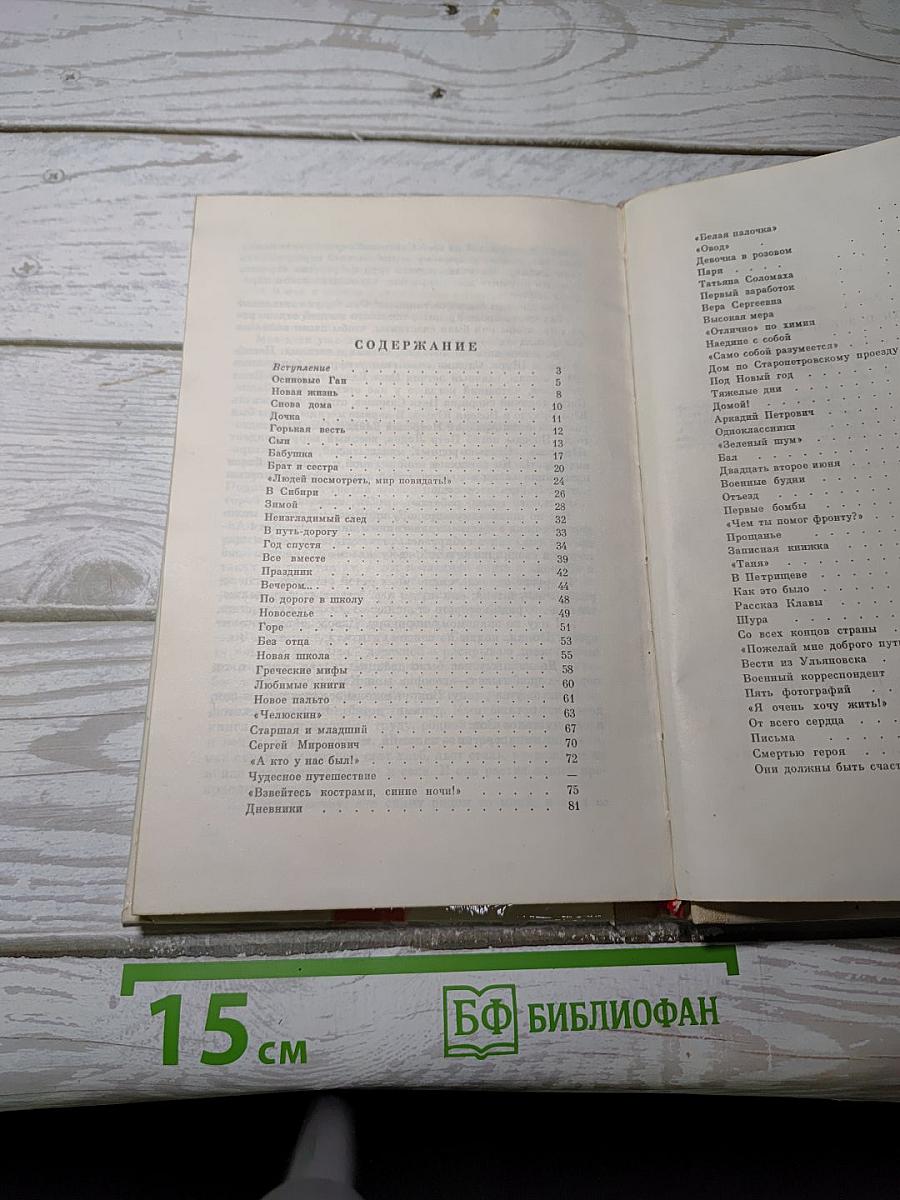 СОДЕРЖАНИЕ
Вступление . . . . . . . . . . . . . 3
Осиновые Гаи . . . . . . . . . . . . 5
Новая жизнь . . . . . . . . . . . . 8
Снова дома . . . . . . . . . . . . 10
Дочка . . . . . . . . . . . . . . 11
Горькая весть . . . . . . . . . . . 12
Сын . . . . . . . . . . . . . . . 13
Бабушка . . . . . . . . . . . . . 17
Брат и сестра . . . . . . . . . . . 20
«Людей посмотреть, мир повидать!» . . . . . 24
В Сибири . . . . . . . . . . . . . 26
Зимой . . . . . . . . . . . . . . 28
Неизгладимый след . . . . . . . . . . 32
В путь-дорогу . . . . . . . . . . . 33
Год спустя . . . . . . . . . . . . 34
Все вместе . . . . . . . . . . . . 39
Праздник . . . . . . . . . . . . . 42
Вечером... . . . . . . . . . . . . 44
По дороге в школу . . . . . . . . . . 48
Новоселье . . . . . . . . . . . . . 49
Горе . . . . . . . . . . . . . . 51
Без отца . . . . . . . . . . . . . 53
Новая школа . . . . . . . . . . . . 55
Греческие мифы . . . . . . . . . . . 58
Любимые книги . . . . . . . . . . . 60
Новое пальто . . . . . . . . . . . . 61
«Челюскин» . . . . . . . . . . . . 63
Старшая и младший . . . . . . . . . . 67
Сергей Миронович . . . . . . . . . . 70
«А кто у нас был!» . . . . . . . . . . 72
Чудесное путешествие . . . . . . . . . —
«Взвейтесь кострами, синие ночи!» . . . . . 75
Дневники . . . . . . . . . . . . . 81
«Белая палочка»
«Овод»
Девочка в розовом
Пари
Татьяна Соломаха
Первый заработок
Вера Сергеевна
Высокая мера
«Отлично» по химии
Наедине с собой
«Само собой разумеется»
Дом по Старопетровскому проезду
Под Новый год
Тяжелые дни
Домой!
Аркадий Петрович
Одноклассники
«Зеленый шум»
Бал
Двадцать второе июня
Военные будни
Отъезд
Первые бомбы
«Чем ты помог фронту?»
Прощанье
Записная книжка
«Таня»
В Петрищеве
Как это было
Рассказ Клавы
Шура
Со всех концов страны
«Пожелай мне доброго
Вести из Ульяновска
Военный корреспондент
Пять фотографий
«Я очень хочу жить!»
От всего сердца
Письма
Смертью героя
Они должны быть
15 см
БФ БИБЛИОФАН